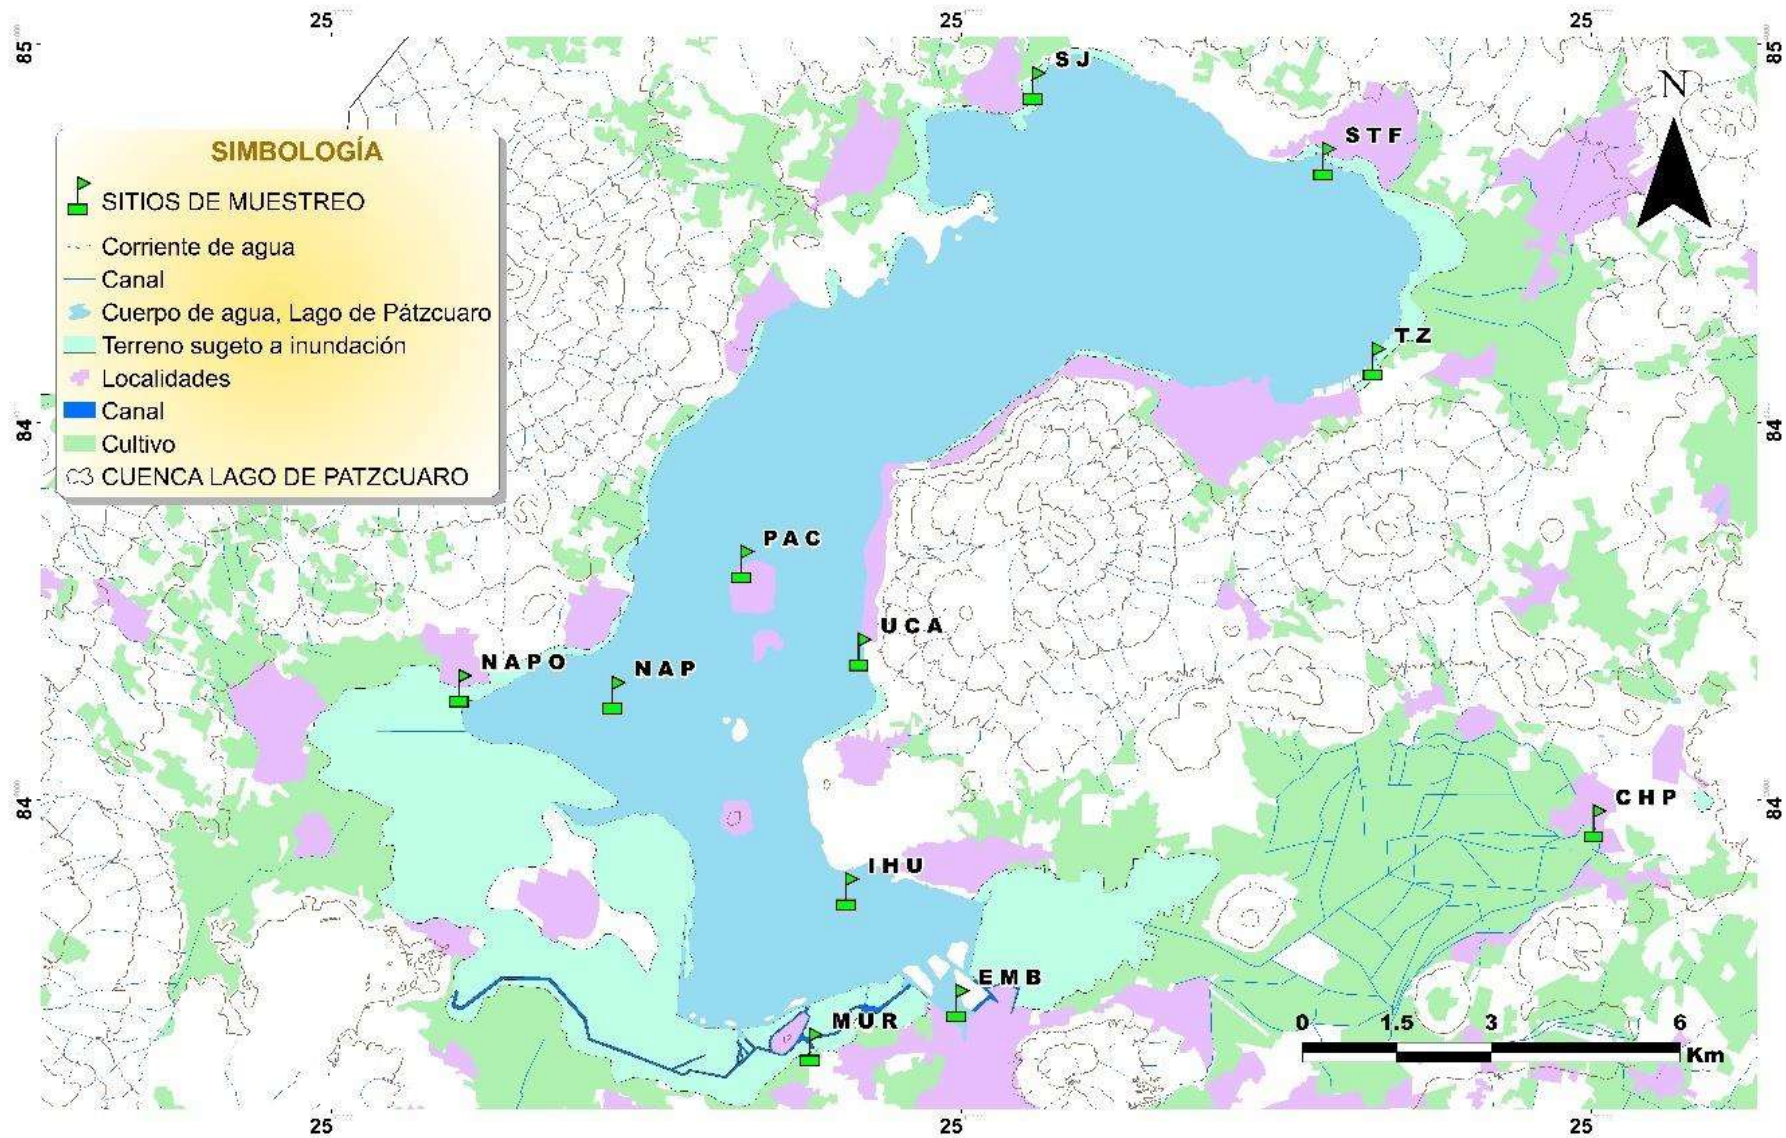 25 25 25
85 85
SJ
N
STF
SIMBOLOGÍA
SITIOS DE MUESTREO
Corriente de agua
Canal
Cuerpo de agua, Lago de Pátzcuaro
Terreno sugeto a inundación
Localidades
Canal
Cultivo
CUENCA LAGO DE PATZCUARO
TZ
84 84
PAC
UCA
NAPO
NAP
CHP
84 84
IHU
EMB
MUR
0 1.5 3 6
Km
25 25 25